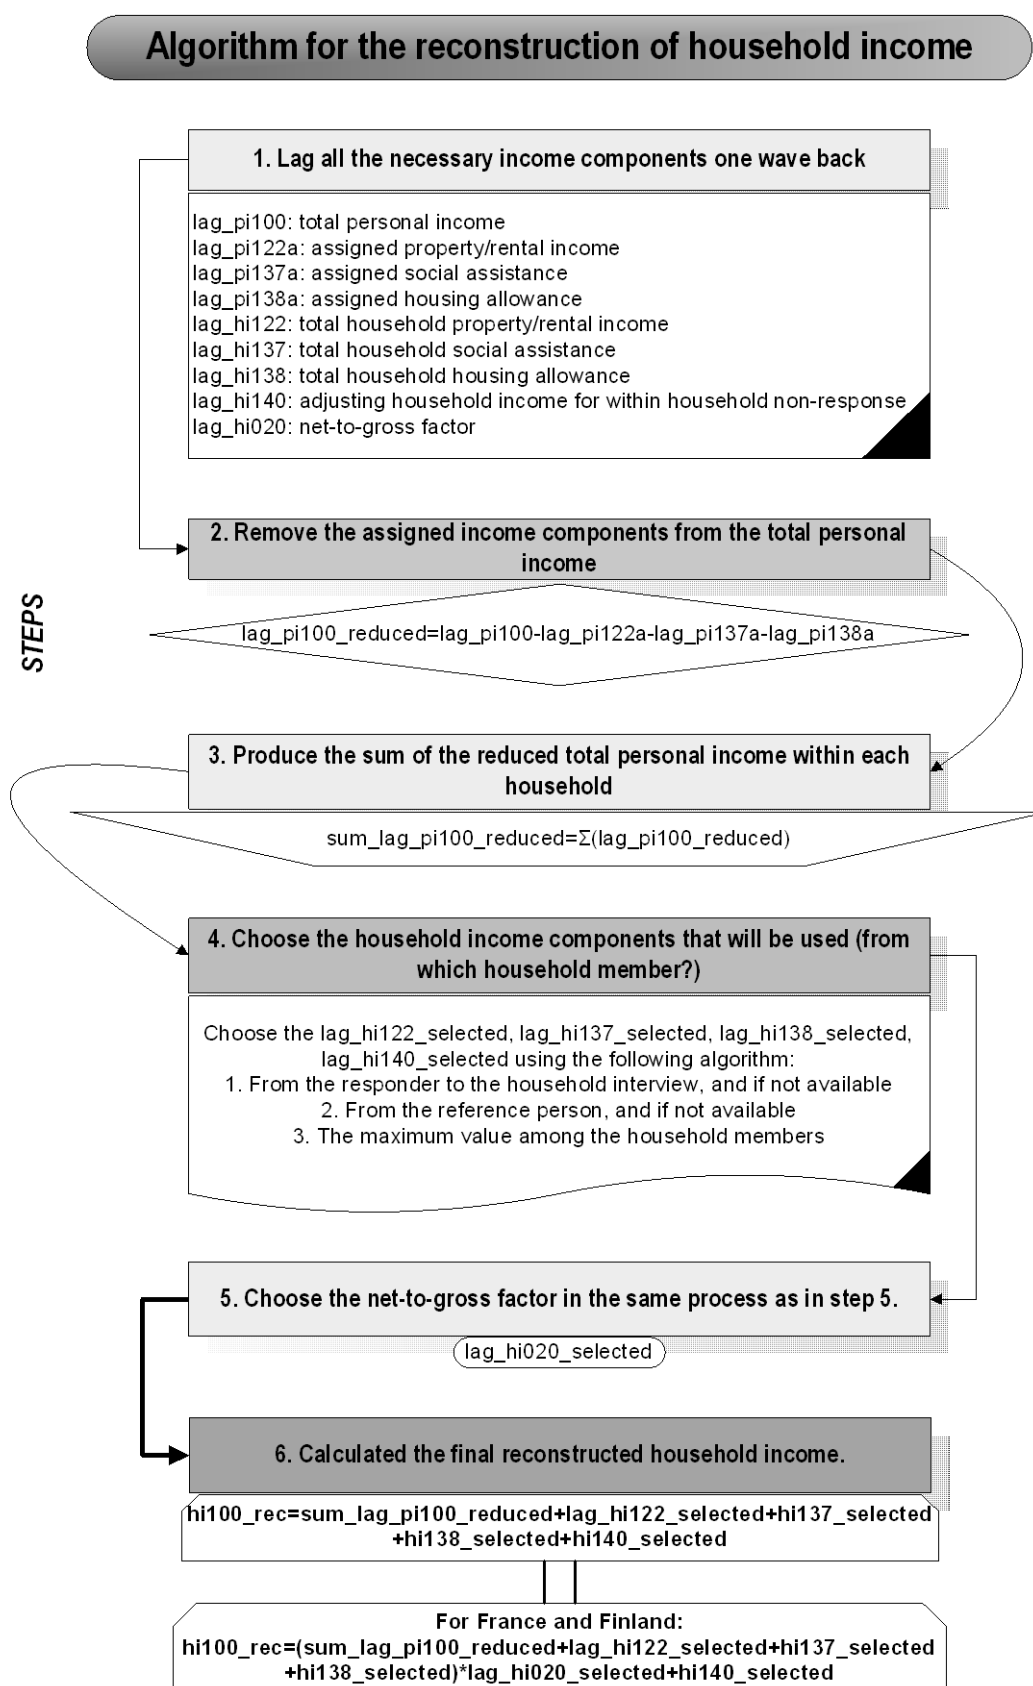 Algorithm for the reconstruction of household income
1. Lag all the necessary income components one wave back
lag_pi100: total personal income
lag_pi122a: assigned property/rental income
lag_pi137a: assigned social assistance
lag_pi138a: assigned housing allowance
lag_hi122: total household property/rental income
lag_hi137: total household social assistance
lag_hi138: total household housing allowance
lag_hi140: adjusting household income for within household non-response
lag_hi020: net-to-gross factor
2. Remove the assigned income components from the total personal
income
STEPS
lag_pi100_reduced=lag_pi100-lag_pi122a-lag_pi137a-lag_pi138a
3. Produce the sum of the reduced total personal income within each
household
sum_lag_pi100_reduced=Σ(lag_pi100_reduced)
4. Choose the household income components that will be used (from
which household member?)
Choose the lag_hi122_selected, lag_hi137_selected, lag_hi138_selected,
lag_hi140_selected using the following algorithm:
1. From the responder to the household interview, and if not available
2. From the reference person, and if not available
3. The maximum value among the household members
5. Choose the net-to-gross factor in the same process as in step 5.
lag_hi020_selected
6. Calculated the final reconstructed household income.
hi100_rec=sum_lag_pi100_reduced+lag_hi122_selected+hi137_selected
+hi138_selected+hi140_selected
For France and Finland:
hi100_rec=(sum_lag_pi100_reduced+lag_hi122_selected+hi137_selected
+hi138_selected)*lag_hi020_selected+hi140_selected